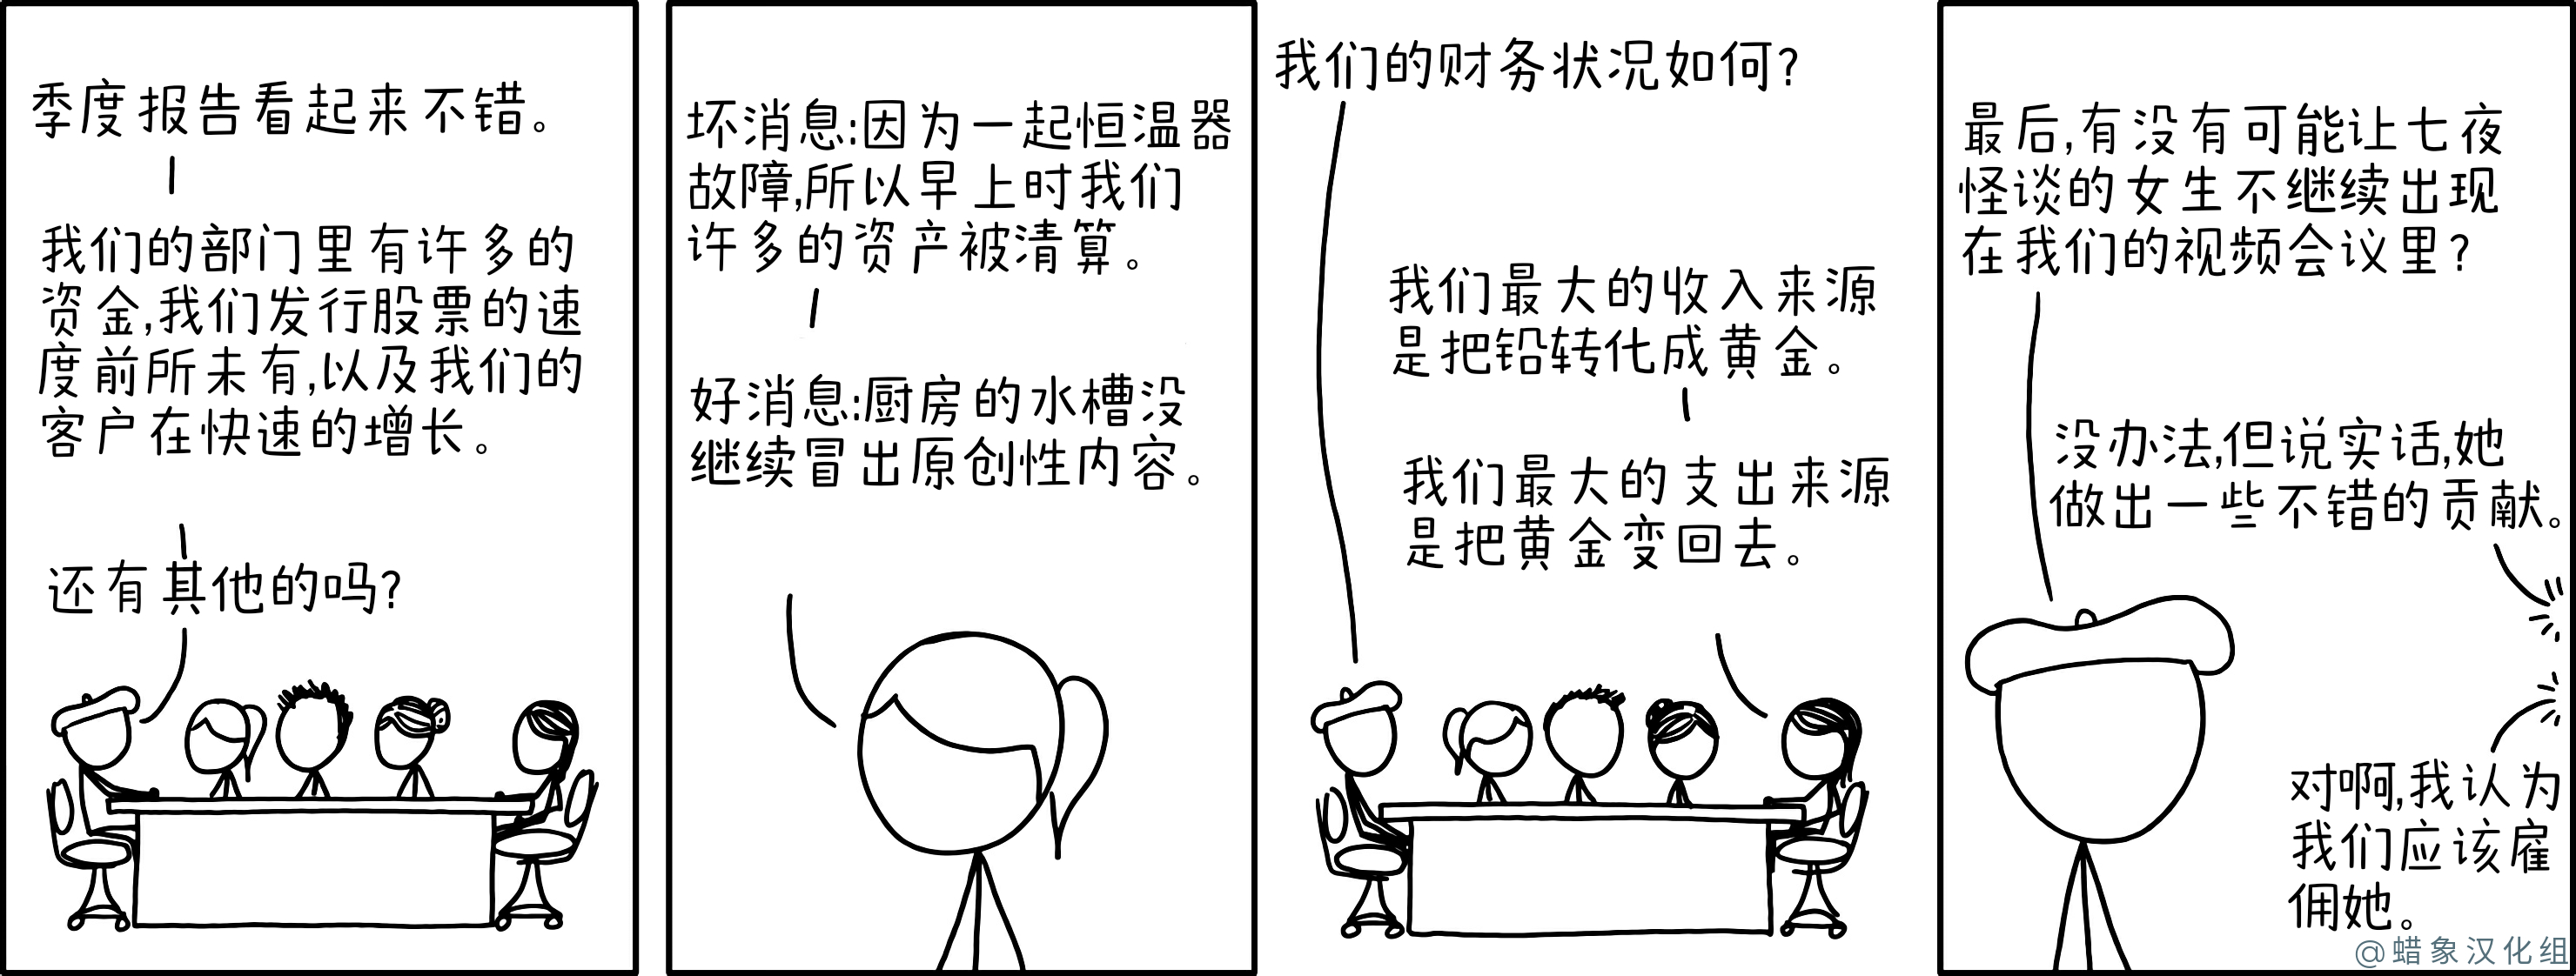 季度报告看起来不错。
我们的部门里有许多的
资金,我们发行股票的速
度前所未有,以及我们的
客户在快速的增长。
还有其他的吗?
坏消息:因为一起恒温器
故障,所以早上时我们
许多的资产被清算。
好消息:厨房的水槽没
继续冒出原创性内容。
我们的财务状况如何?
我们最大的收入来源
是把铅转化成黄金。
我们最大的支出来源
是把黄金变回去。
最后,有没有可能让七夜
怪谈的女生不继续出现
在我们的视频会议里?
没办法,但说实话,她
做出一些不错的贡献。
对啊,我认为
我们应该雇
佣她。
@蜡象汉化组